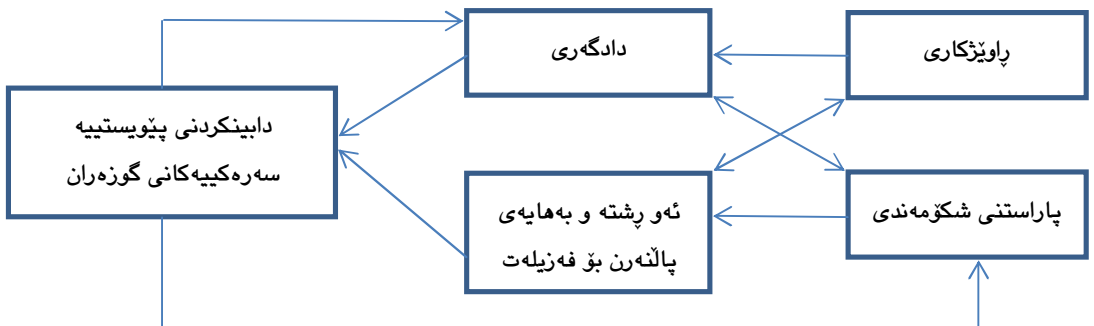 ڕاوێژکاری
دادگەری
دابینکردنی پێویستییە
سەرەکییەکانی گوزەران
پاراستنی شکۆمەندی
ئەو ڕشتە و بەهایەی
پاڵنەرن بۆ فەزیلەت